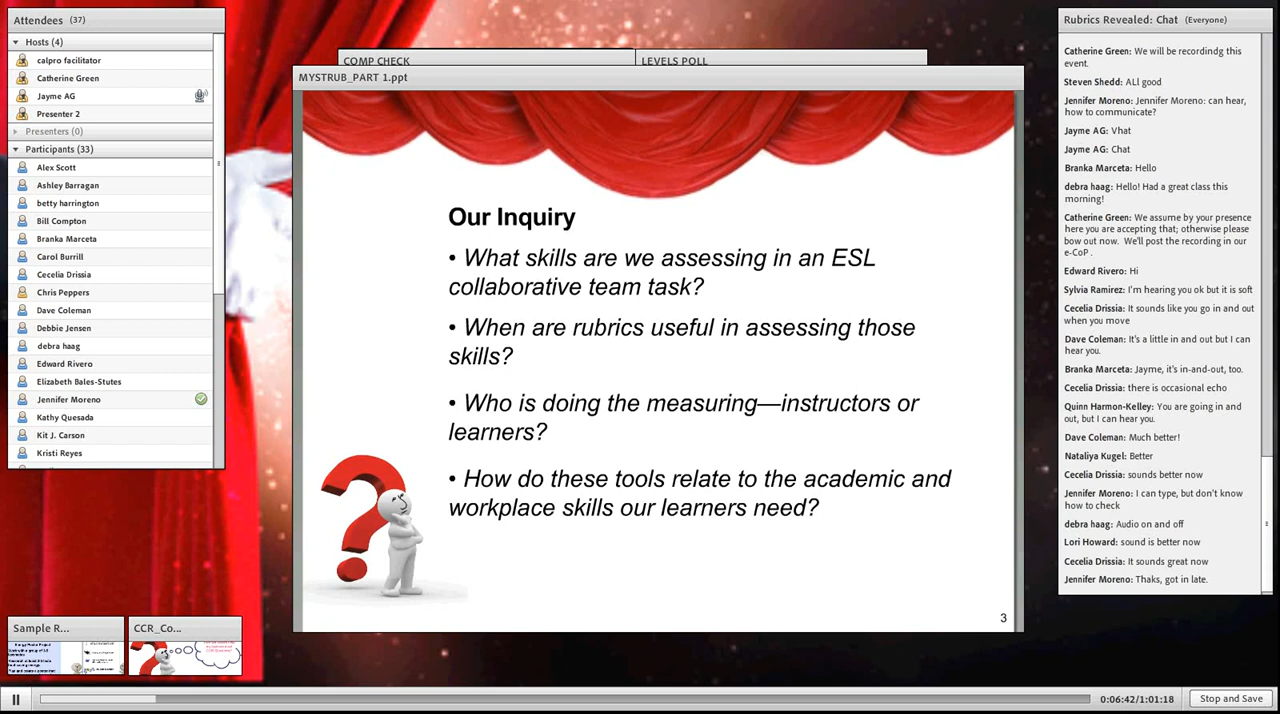 Attendees (37)
Hosts (4)
calpro facilitator
Catherine Green
Jayme AG
Presenter 2
Presenters (0)
Participants (33)
Alex Scott
Ashley Barragan
betty harrington
Bill Compton
Branka Marceta
Carol Burrill
Cecelia Drissia
Chris Peppers
Dave Coleman
Debbie Jensen
debra haag
Edward Rivero
Elizabeth Bales-Stutes
Jennifer Moreno
Kathy Quesada
Kit J. Carson
Kristi Reyes
COMP CHECK
LEVELS POLL
MYSTRUB_PART 1.ppt
Our Inquiry
• What skills are we assessing in an ESL
collaborative team task?
• When are rubrics useful in assessing those
skills?
• Who is doing the measuring—instructors or
learners?
• How do these tools relate to the academic and
workplace skills our learners need?
3
Rubrics Revealed: Chat (Everyone)
Catherine Green: We will be recordindg this
event.
Steven Shedd: ALl good
Jennifer Moreno: Jennifer Moreno: can hear,
how to communicate?
Jayme AG: Vhat
Jayme AG: Chat
Branka Marceta: Hello
debra haag: Hello! Had a great class this
morning!
Catherine Green: We assume by your presence
here you are accepting that; otherwise please
bow out now. We'll post the recording in our
e-CoP .
Edward Rivero: Hi
Sylvia Ramirez: I'm hearing you ok but it is soft
Cecelia Drissia: It sounds like you go in and out
when you move
Dave Coleman: It's a little in and out but I can
hear you.
Branka Marceta: Jayme, it's in-and-out, too.
Cecelia Drissia: there is occasional echo
Quinn Harmon-Kelley: You are going in and
out, but I can hear you.
Dave Coleman: Much better!
Nataliya Kugel: Better
Cecelia Drissia: sounds better now
Jennifer Moreno: I can type, but don't know
how to check
debra haag: Audio on and off
Lori Howard: sound is better now
Cecelia Drissia: It sounds great now
Jennifer Moreno: Thaks, got in late.
Sample R...
CCR_Co...
0:06:42/1:01:18
Stop and Save